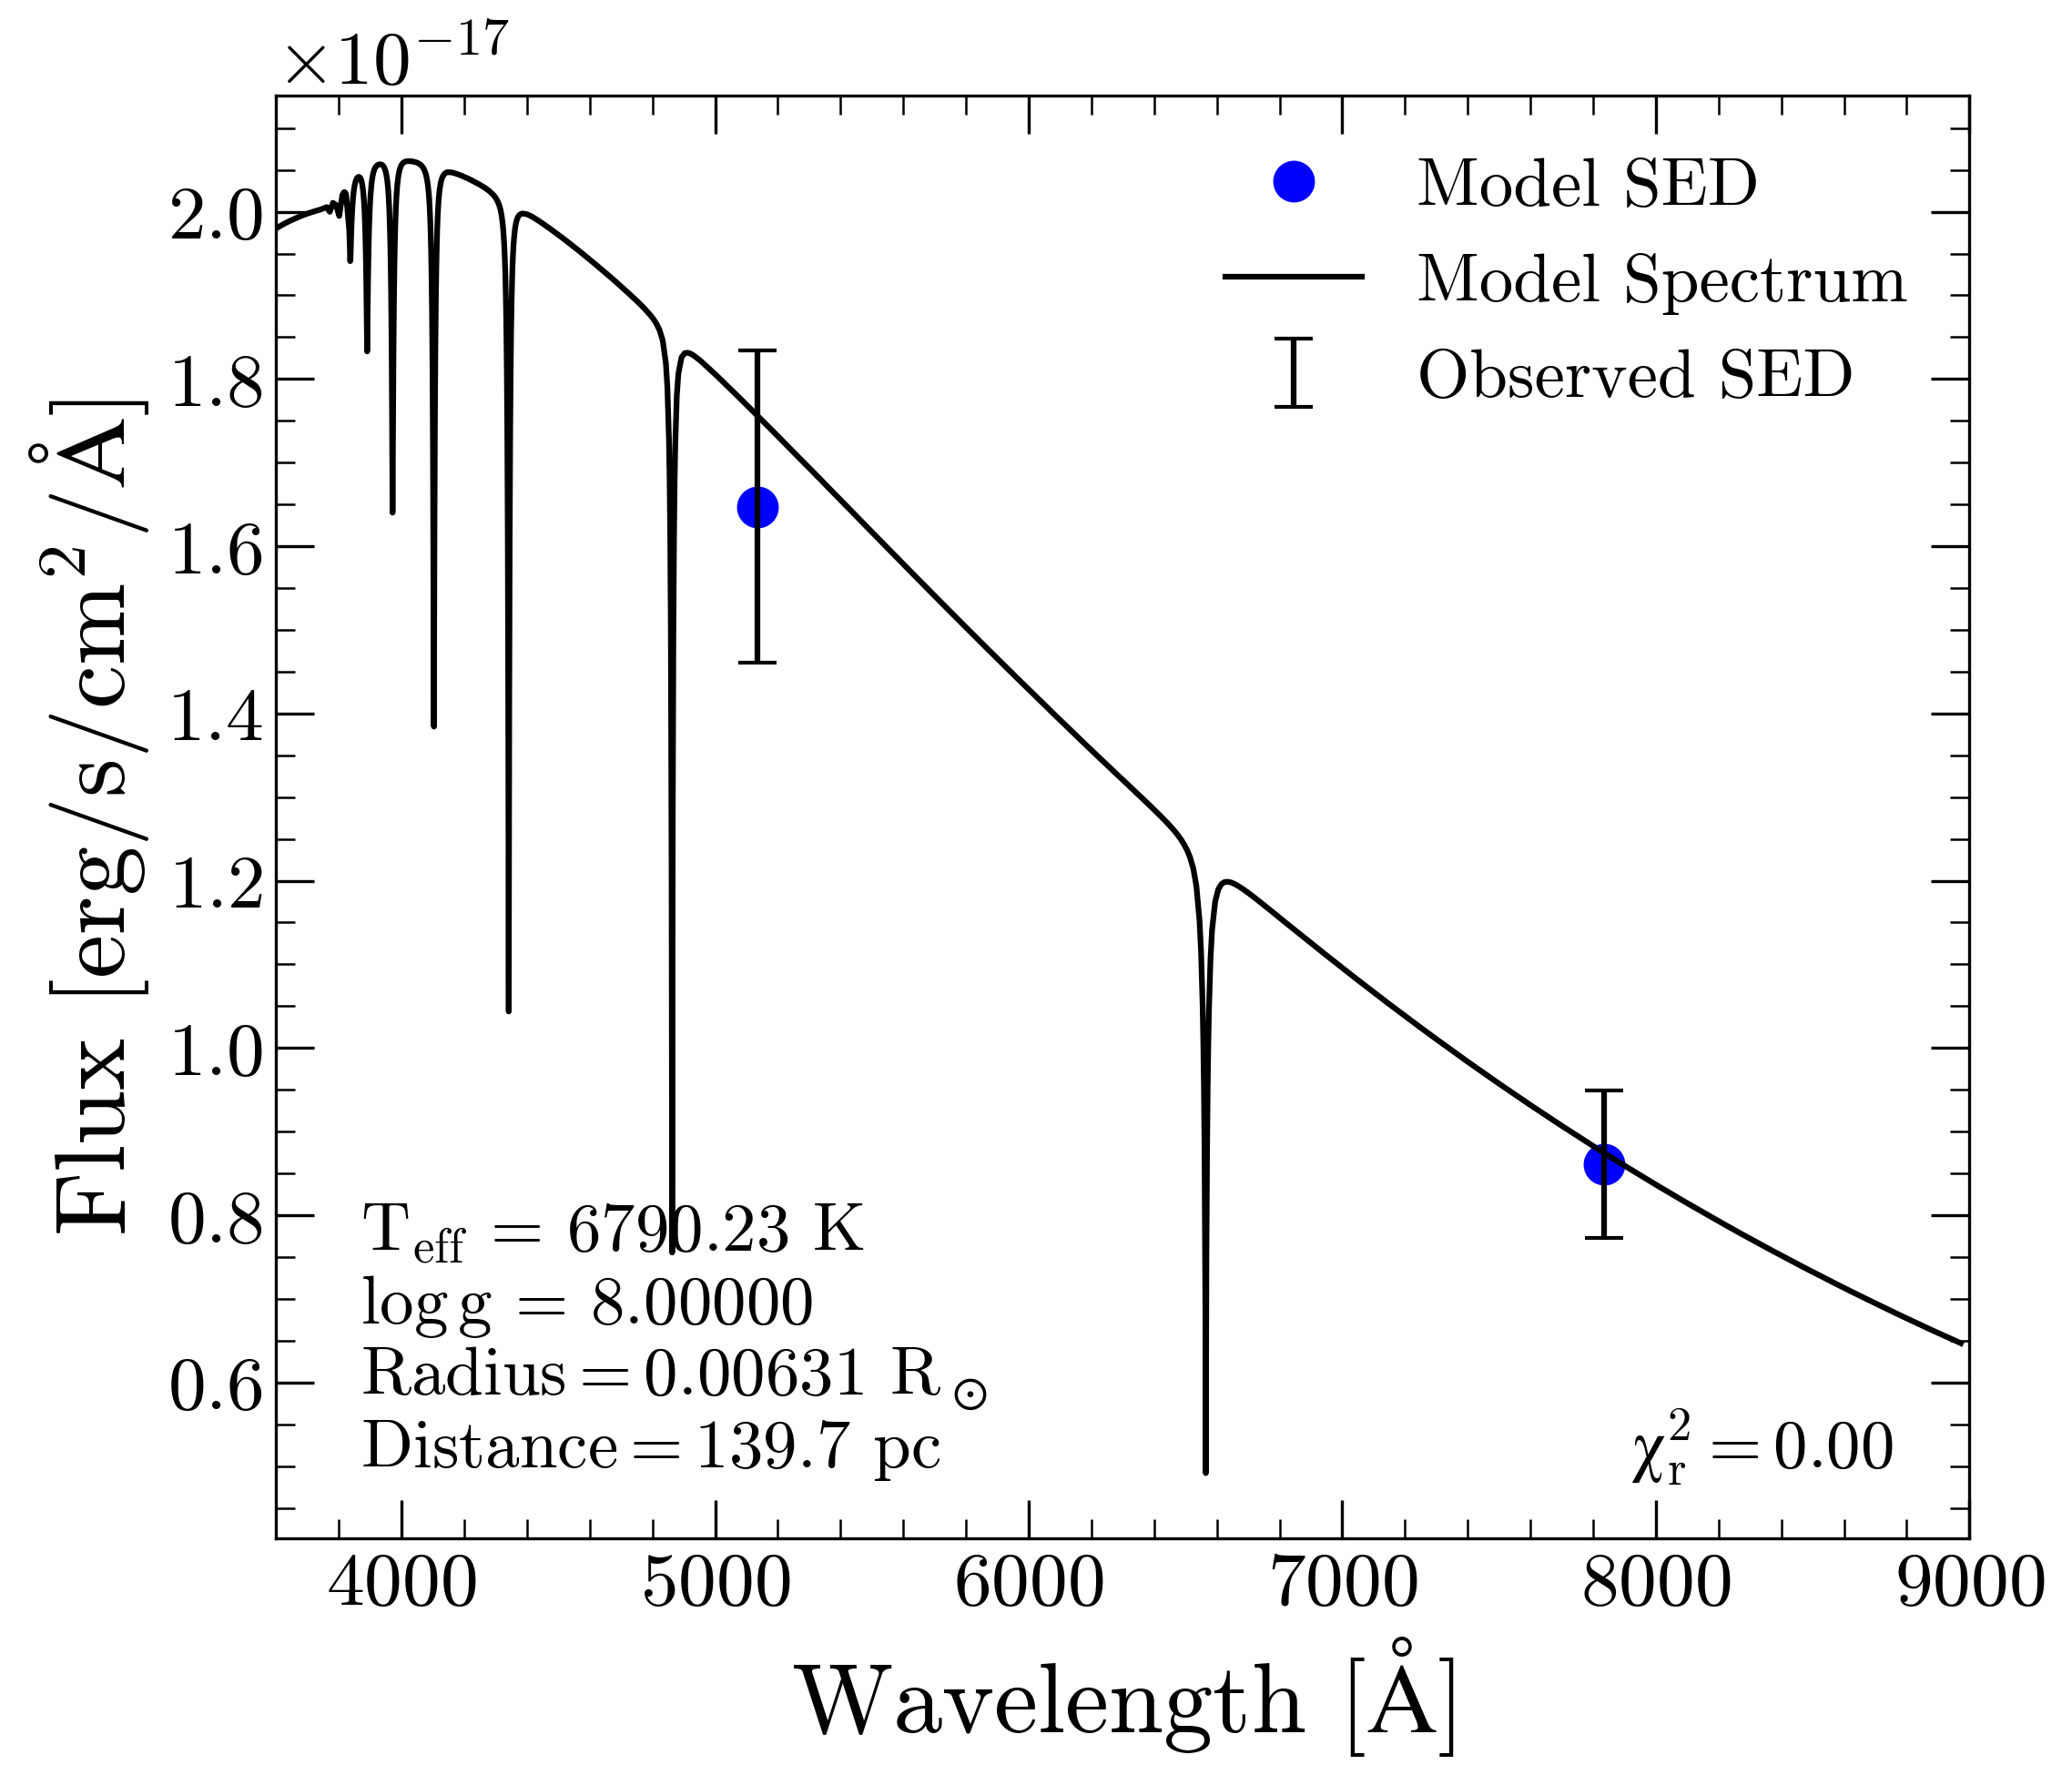 ×10⁻¹⁷
Flux [erg/s/cm²/Å]
2.0
1.8
1.6
1.4
1.2
1.0
0.8
0.6
Model SED
Model Spectrum
Observed SED
T_eff = 6790.23 K
log g = 8.00000
Radius = 0.00631 R_⊙
Distance = 139.7 pc
χ²_r = 0.00
4000 5000 6000 7000 8000 9000
Wavelength [Å]